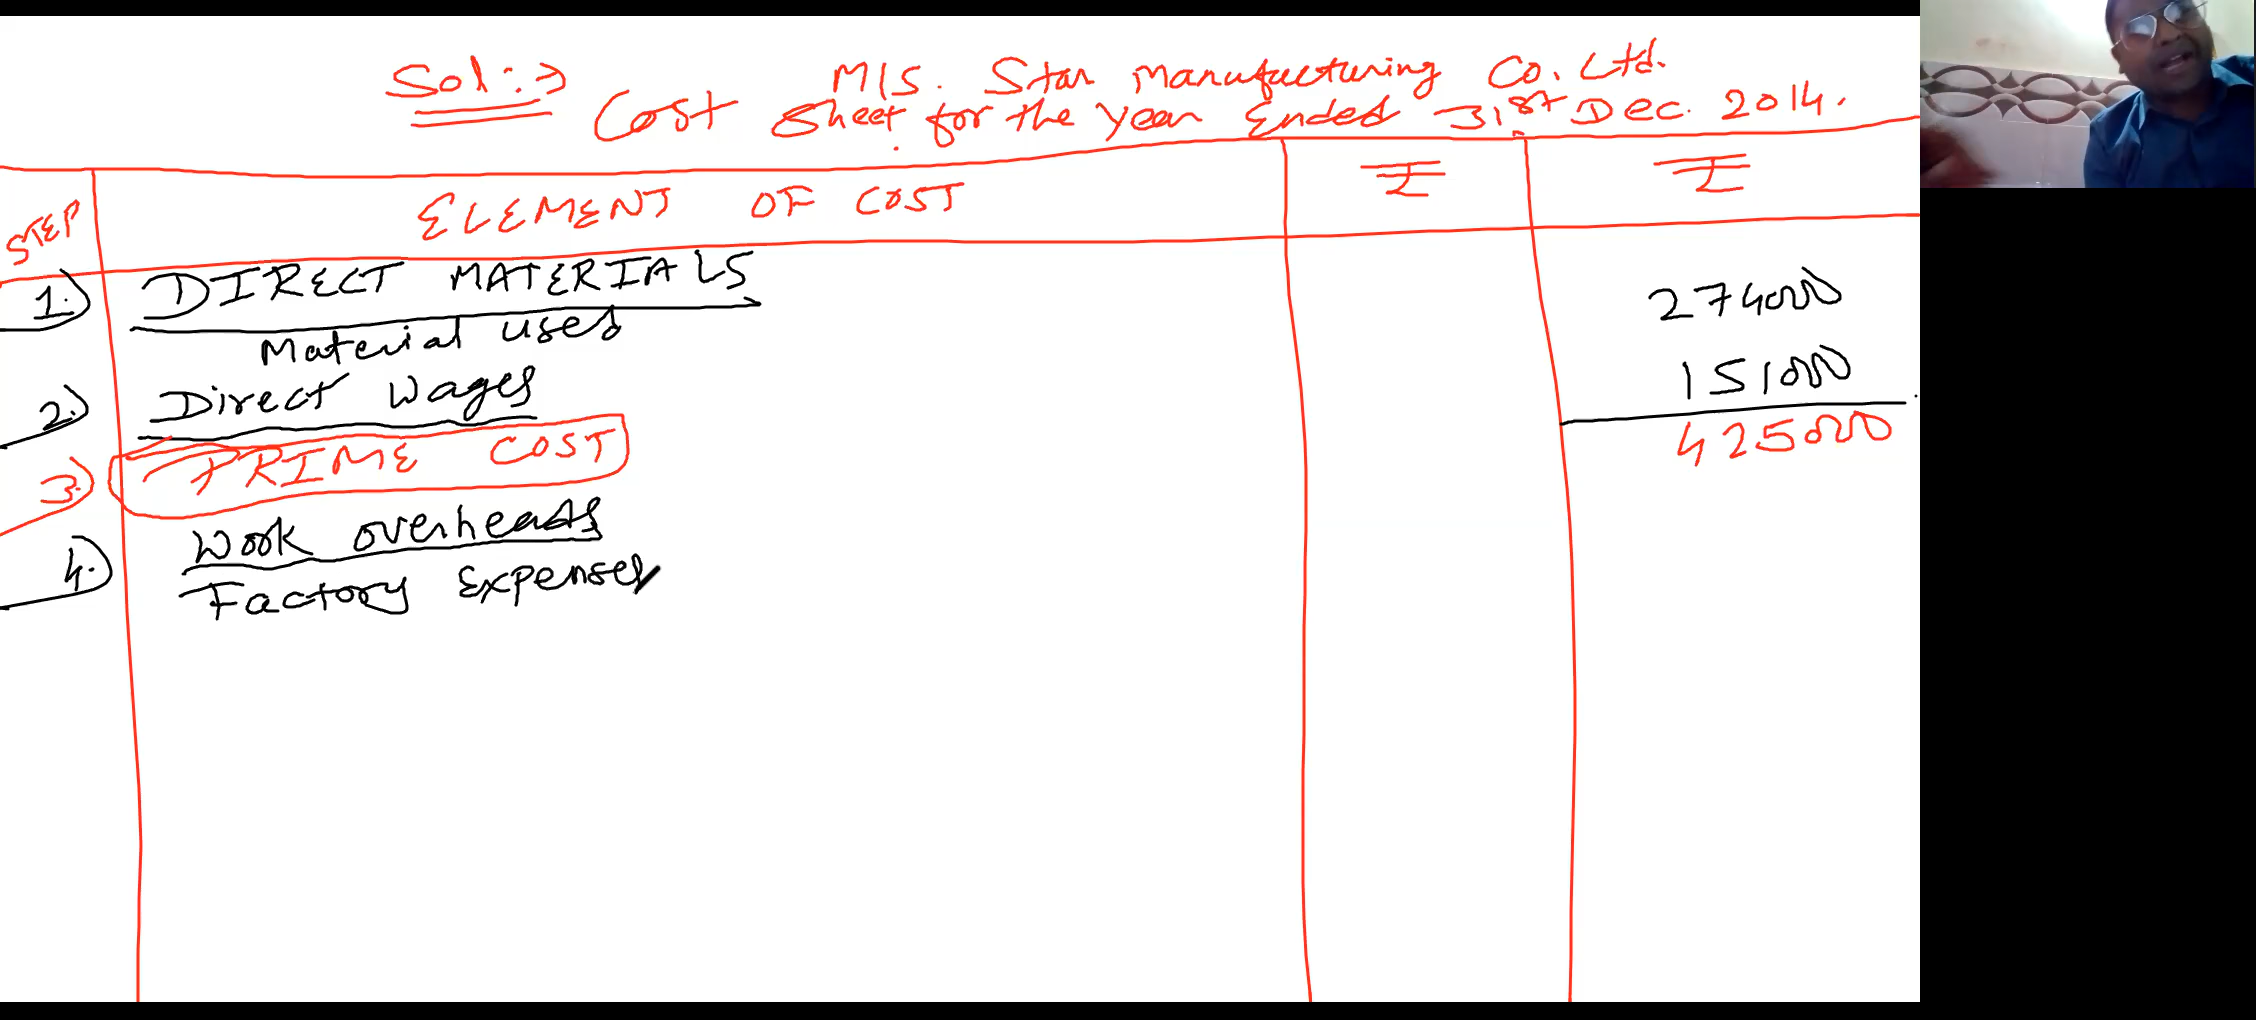 Sol:→ M/S. Star Manufacturing Co. Ltd.
Cost Sheet for the Year Ended 31st Dec. 2014.
STEP ELEMENT OF COST ₹ ₹
1.) DIRECT MATERIALS
Material used 274000
2.) Direct Wages 151000
3.) PRIME COST 425000
4.) Work overheads
Factory Expenses